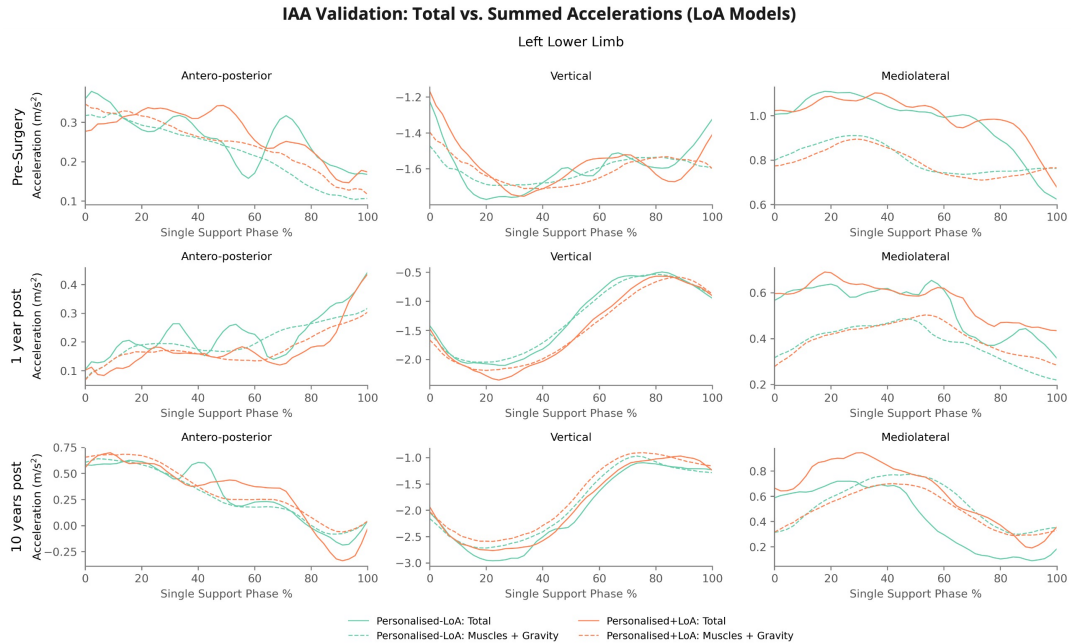 IAA Validation: Total vs. Summed Accelerations (LoA Models)
Left Lower Limb
Antero-posterior
Vertical
Mediolateral
Pre-Surgery
Acceleration (m/s²)
0.3
0.2
0.1
0 20 40 60 80 100
Single Support Phase %
−1.2
−1.4
−1.6
0 20 40 60 80 100
Single Support Phase %
1.0
0.8
0.6
0 20 40 60 80 100
Single Support Phase %
Antero-posterior
Vertical
Mediolateral
1 year post
Acceleration (m/s²)
0.4
0.3
0.2
0.1
0 20 40 60 80 100
Single Support Phase %
−0.5
−1.0
−1.5
−2.0
0 20 40 60 80 100
Single Support Phase %
0.6
0.4
0.2
0 20 40 60 80 100
Single Support Phase %
Antero-posterior
Vertical
Mediolateral
10 years post
Acceleration (m/s²)
0.75
0.50
0.25
0.00
−0.25
0 20 40 60 80 100
Single Support Phase %
−1.0
−1.5
−2.0
−2.5
−3.0
0 20 40 60 80 100
Single Support Phase %
0.8
0.6
0.4
0.2
0 20 40 60 80 100
Single Support Phase %
Personalised-LoA: Total
Personalised-LoA: Muscles + Gravity
Personalised+LoA: Total
Personalised+LoA: Muscles + Gravity